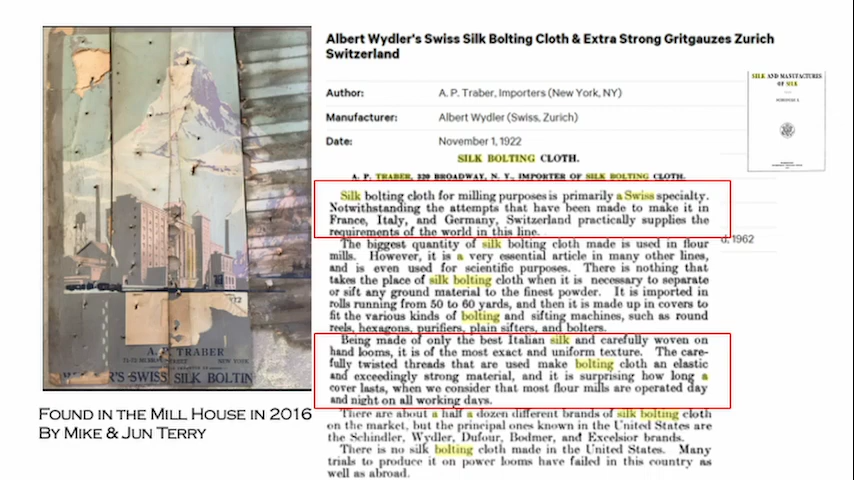 A. P. TRABER
NEW YORK
R'S SWISS SILK BOLTIN
FOUND IN THE MILL HOUSE IN 2016
BY MIKE & JUN TERRY
Albert Wydler's Swiss Silk Bolting Cloth & Extra Strong Gritgauzes Zurich
Switzerland
Author: A. P. Traber, Importers (New York, NY)
Manufacturer: Albert Wydler (Swiss, Zurich)
Date: November 1, 1922
SILK AND MANUFACTURES
OF SILK
SILK BOLTING CLOTH.
A. P. TRABER, 320 BROADWAY, N. Y., IMPORTER OF SILK BOLTING CLOTH.
Silk bolting cloth for milling purposes is primarily a Swiss specialty.
Notwithstanding the attempts that have been made to make it in
France, Italy, and Germany, Switzerland practically supplies the
requirements of the world in this line.
, 1962
The biggest quantity of silk bolting cloth made is used in flour
mills. However, it is a very essential article in many other lines,
and is even used for scientific purposes. There is nothing that
takes the place of silk bolting cloth when it is necessary to separate
or sift any ground material to the finest powder. It is imported in
rolls running from 50 to 60 yards, and then it is made up in covers to
fit the various kinds of bolting and sifting machines, such as round
reels, hexagons, purifiers, plain sifters, and bolters.
Being made of only the best Italian silk and carefully woven on
hand looms, it is of the most exact and uniform texture. The care-
fully twisted threads that are used make bolting cloth an elastic
and exceedingly strong material, and it is surprising how long a
cover lasts, when we consider that most flour mills are operated day
and night on all working days.
There are about a half a dozen different brands of silk bolting cloth
on the market, but the principal ones known in the United States are
the Schindler, Wydler, Dufour, Bodmer, and Excelsior brands.
There is no silk bolting cloth made in the United States. Many
trials to produce it on power looms have failed in this country as
well as abroad.